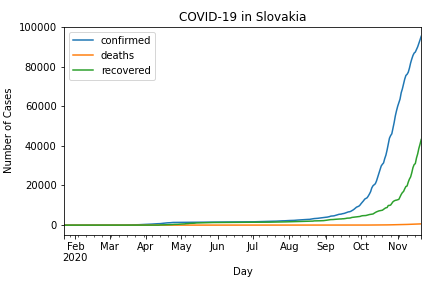 COVID-19 in Slovakia
confirmed
deaths
recovered
Number of Cases
100000
80000
60000
40000
20000
0
Feb Mar Apr May Jun Jul Aug Sep Oct Nov
2020
Day